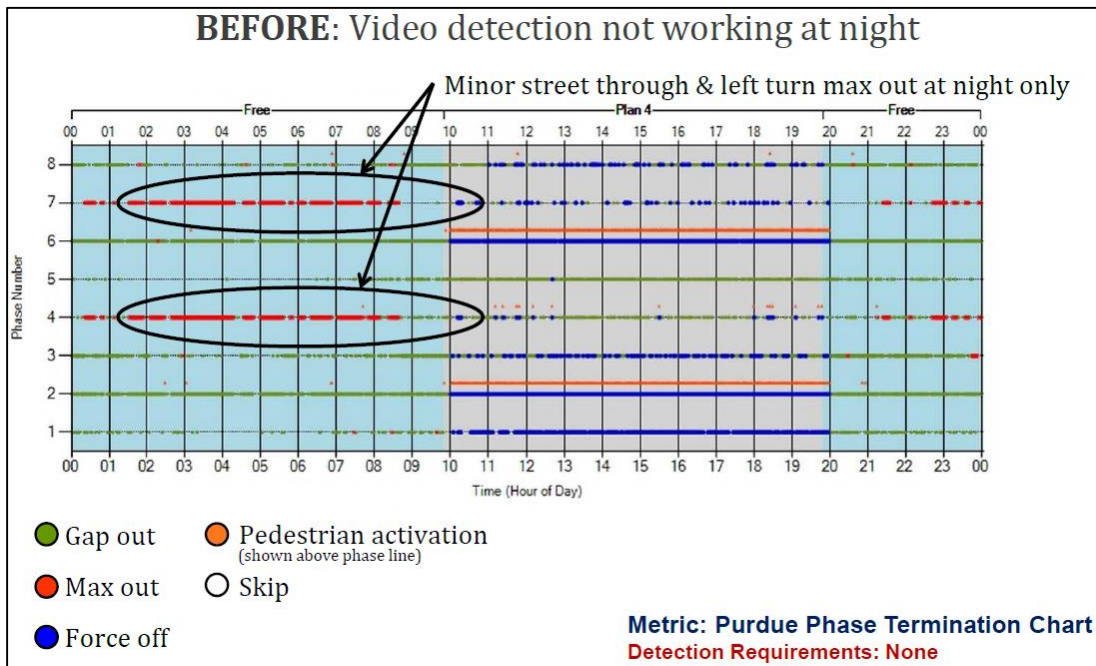 BEFORE: Video detection not working at night
Minor street through & left turn max out at night only
Free Plan 4 Free
00 01 02 03 04 05 06 07 08 09 10 11 12 13 14 15 16 17 18 19 20 21 22 23 00
8
7
6
5
4
3
2
1
Phase Number
00 01 02 03 04 05 06 07 08 09 10 11 12 13 14 15 16 17 18 19 20 21 22 23 00
Time (Hour of Day)
Gap out
Pedestrian activation
(shown above phase line)
Max out
Skip
Force off
Metric: Purdue Phase Termination Chart
Detection Requirements: None